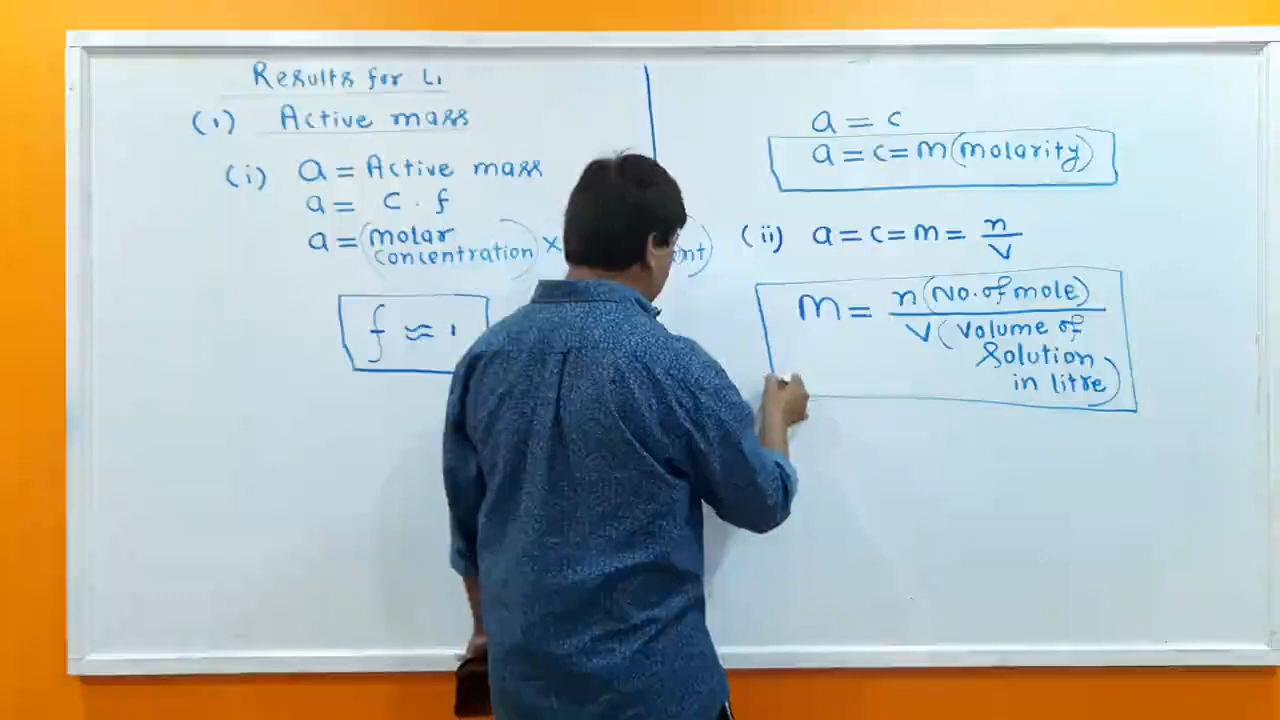 Results for L1
(1) Active mass
(i) a = Active mass
a = C . f
a = (molar concentration) ×
f ≈ 1
a = c
a = c = m (molarity)
(ii) a = c = m = n/V
m = n (No. of mole)
V (Volume of
Solution
in litre)